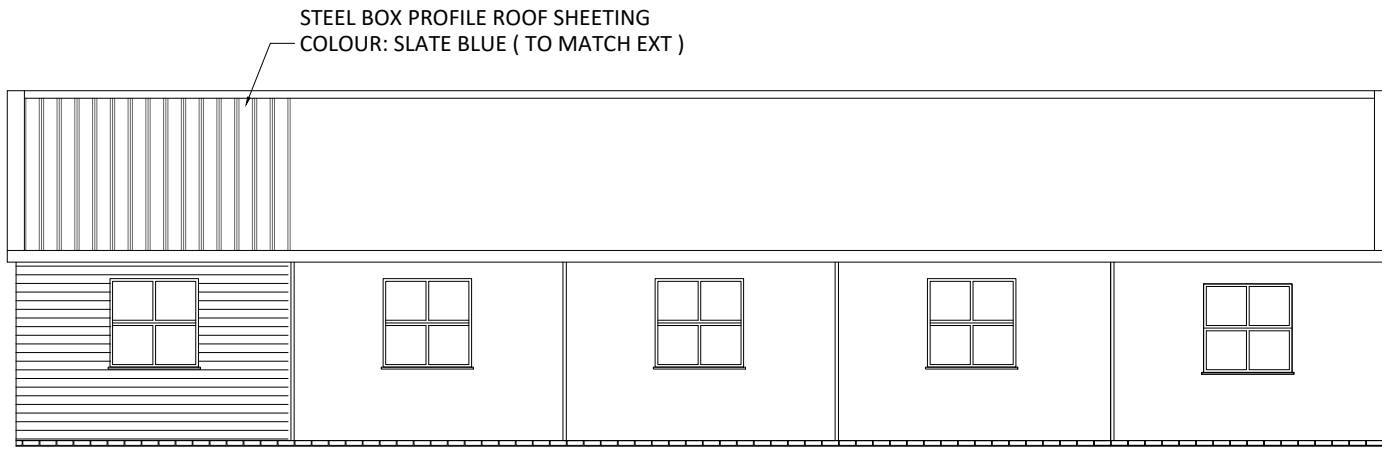 STEEL BOX PROFILE ROOF SHEETING
COLOUR: SLATE BLUE ( TO MATCH EXT )